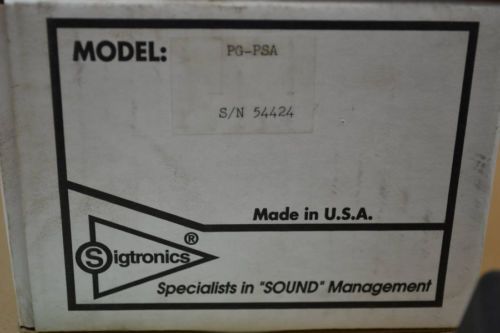 MODEL: PG-PSA
S/N 54424
Made in U.S.A.
Sigtronics®
Specialists in "SOUND" Management